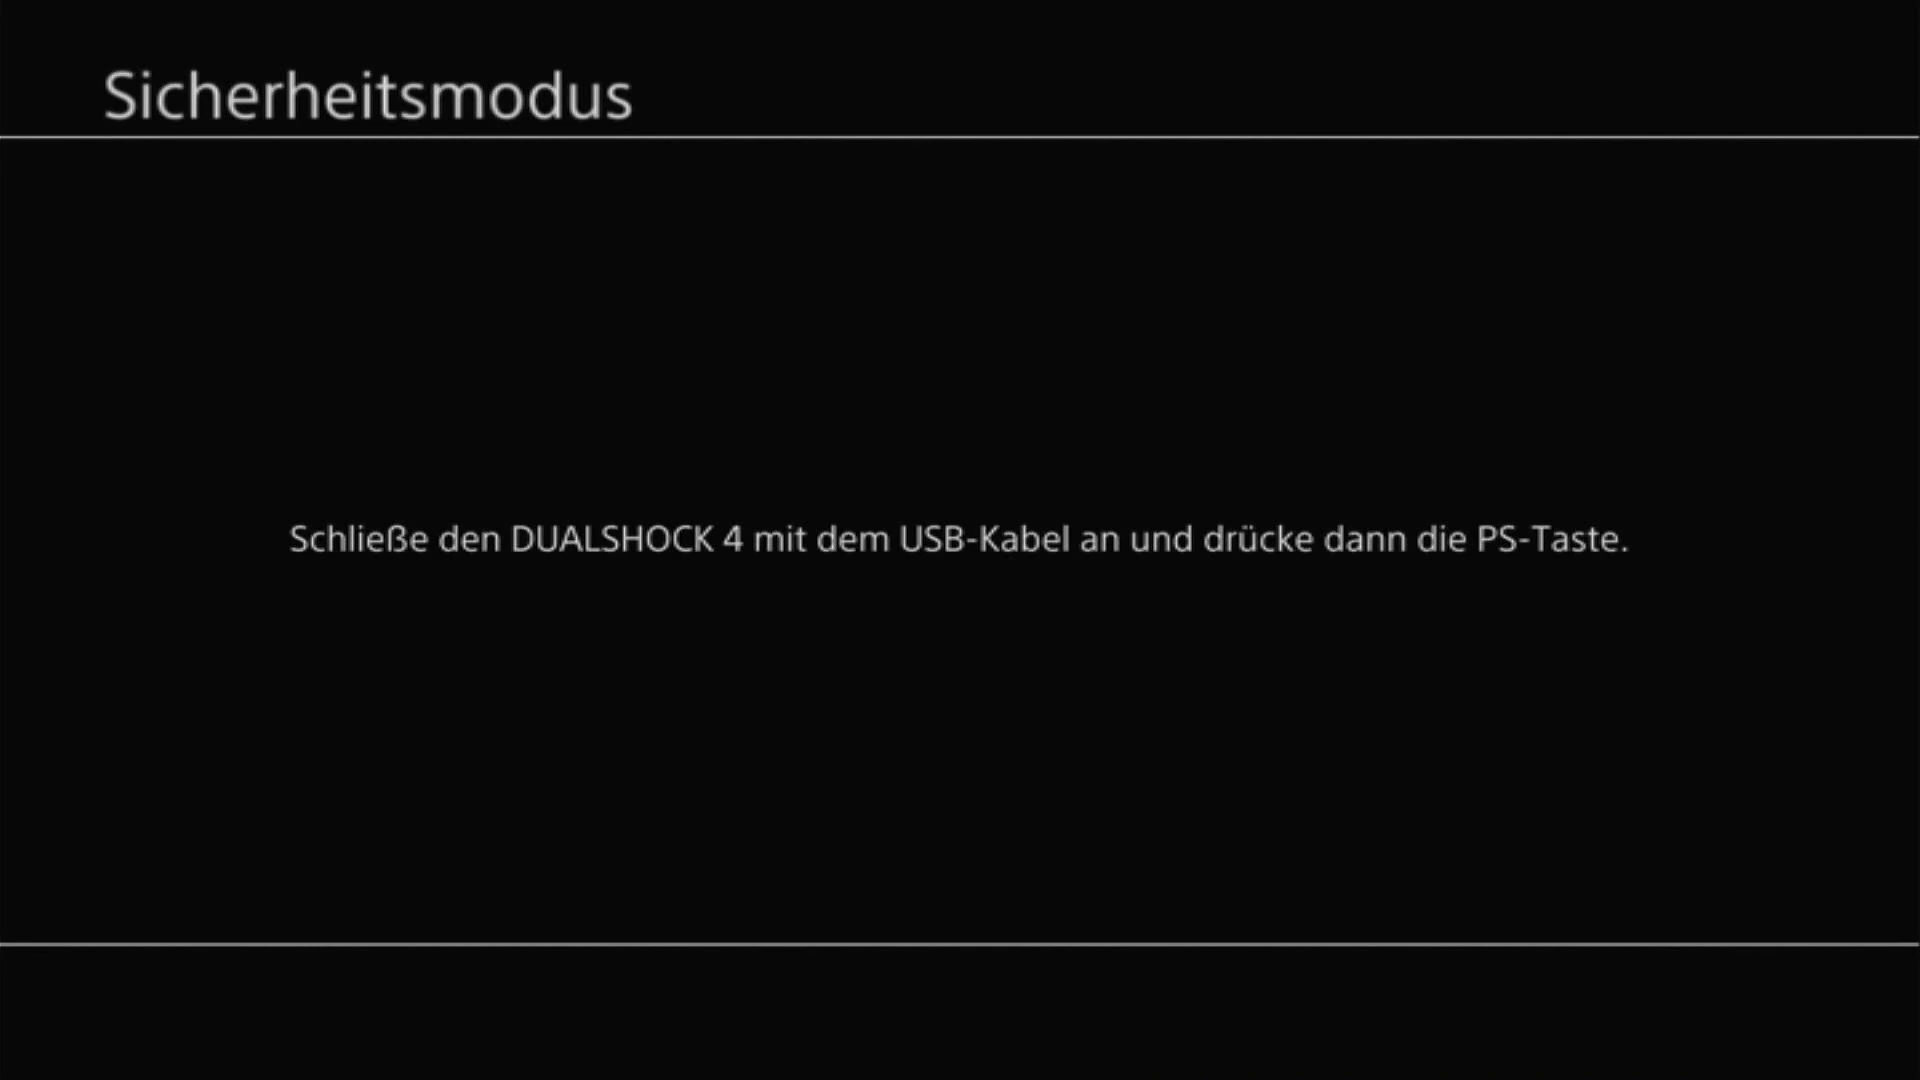 Sicherheitsmodus
Schließe den DUALSHOCK 4 mit dem USB-Kabel an und drücke dann die PS-Taste.